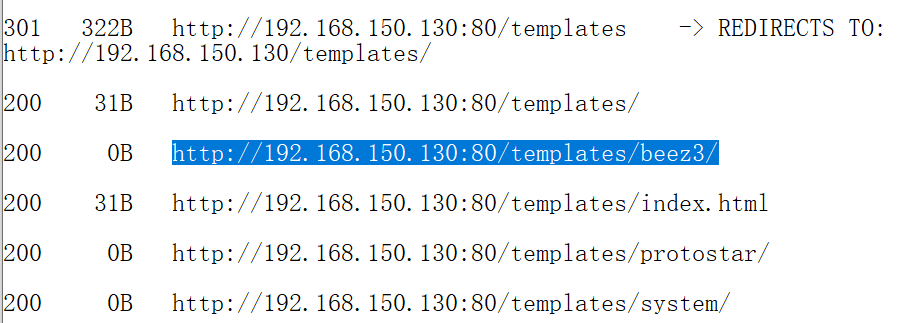 301   322B   http://192.168.150.130:80/templates    -> REDIRECTS TO:
http://192.168.150.130/templates/
200    31B   http://192.168.150.130:80/templates/
200     0B   http://192.168.150.130:80/templates/beez3/
200    31B   http://192.168.150.130:80/templates/index.html
200     0B   http://192.168.150.130:80/templates/protostar/
200     0B   http://192.168.150.130:80/templates/system/